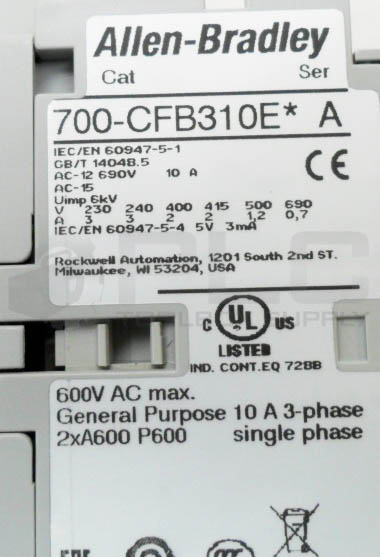 Allen-Bradley
Cat Ser
700-CFB310E* A
IEC/EN 60947-5-1
GB/T 14048.5
AC-12 690V 10 A
AC-15
Uimp 6kV
V 230 240 400 415 500 690
A 3 3 2 2 1,2 0,7
IEC/EN 60947-5-4 5V 3mA
CE
Rockwell Automation, 1201 South 2nd ST.
Milwaukee, WI 53204, USA
PLC
C UL US
LISTED
IND. CONT.EQ 728B
600V AC max.
General Purpose 10 A 3-phase
2xA600 P600 single phase